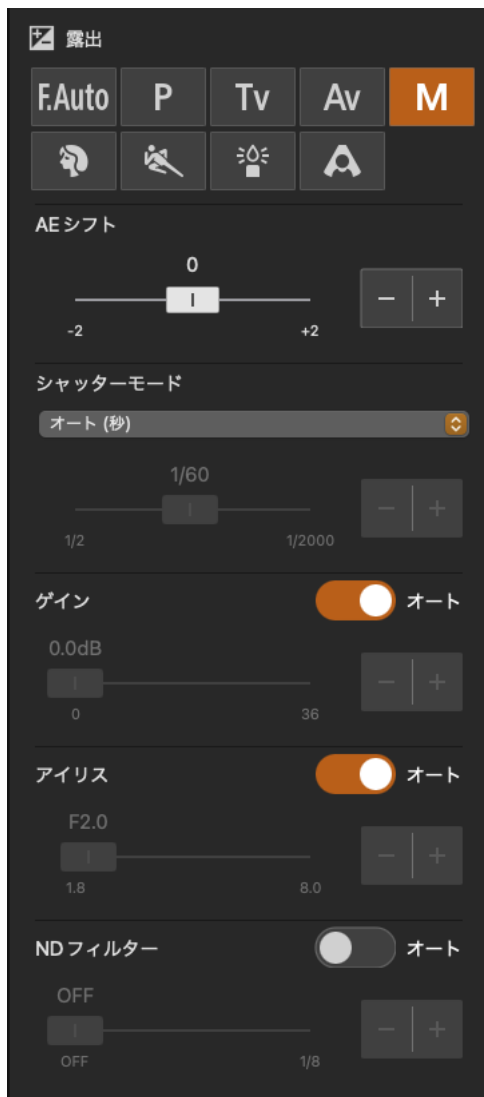 露出
F.Auto P Tv Av M
AEシフト
0
− +
-2 +2
シャッターモード
オート (秒)
1/60
− +
1/2 1/2000
ゲイン オート
0.0dB
− +
0 36
アイリス オート
F2.0
− +
1.8 8.0
NDフィルター オート
OFF
− +
OFF 1/8